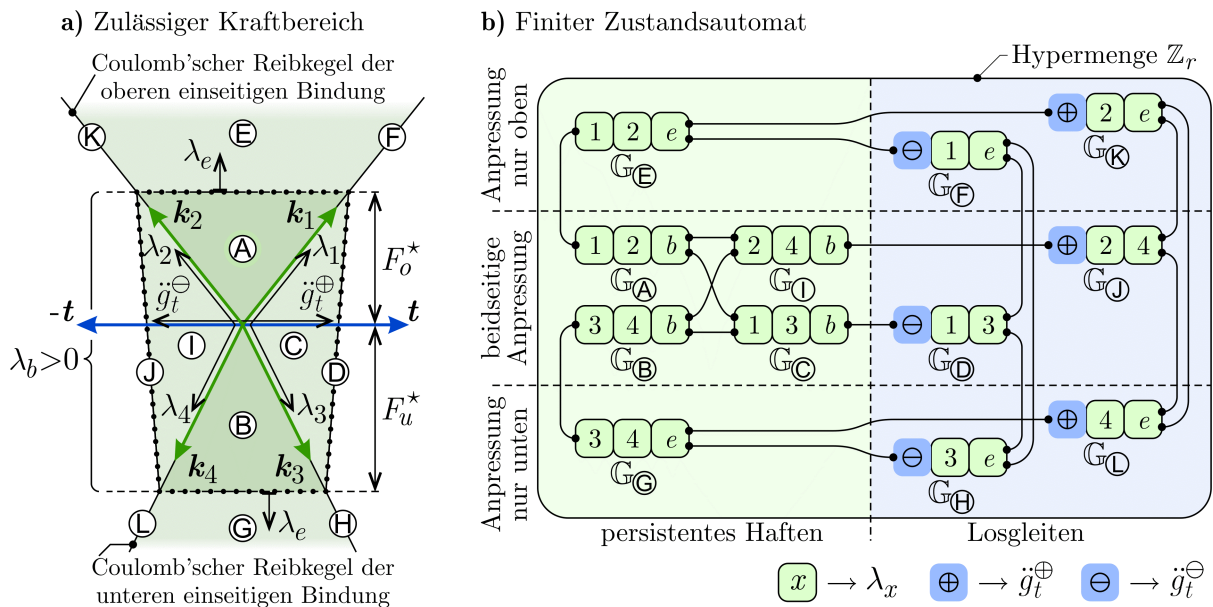 a) Zulässiger Kraftbereich
Coulomb'scher Reibkegel der
oberen einseitigen Bindung
K
E
F
λe
k2
k1
A
λ2
λ1
Fo⋆
g̈t⊖
g̈t⊕
-t
t
I
C
λb>0
J
D
λ4
λ3
Fu⋆
B
k4
k3
L
G
λe
H
Coulomb'scher Reibkegel der
unteren einseitigen Bindung
b) Finiter Zustandsautomat
Hypermenge ℤr
Anpressung
nur oben
1 2 e
𝔾E
⊖ 1 e
𝔾F
⊕ 2 e
𝔾K
beidseitige
Anpressung
1 2 b
𝔾A
2 4 b
𝔾I
⊕ 2 4
𝔾J
3 4 b
𝔾B
1 3 b
𝔾C
⊖ 1 3
𝔾D
Anpressung
nur unten
3 4 e
𝔾G
⊖ 3 e
𝔾H
⊕ 4 e
𝔾L
persistentes Haften
Losgleiten
x → λx ⊕ → g̈t⊕ ⊖ → g̈t⊖